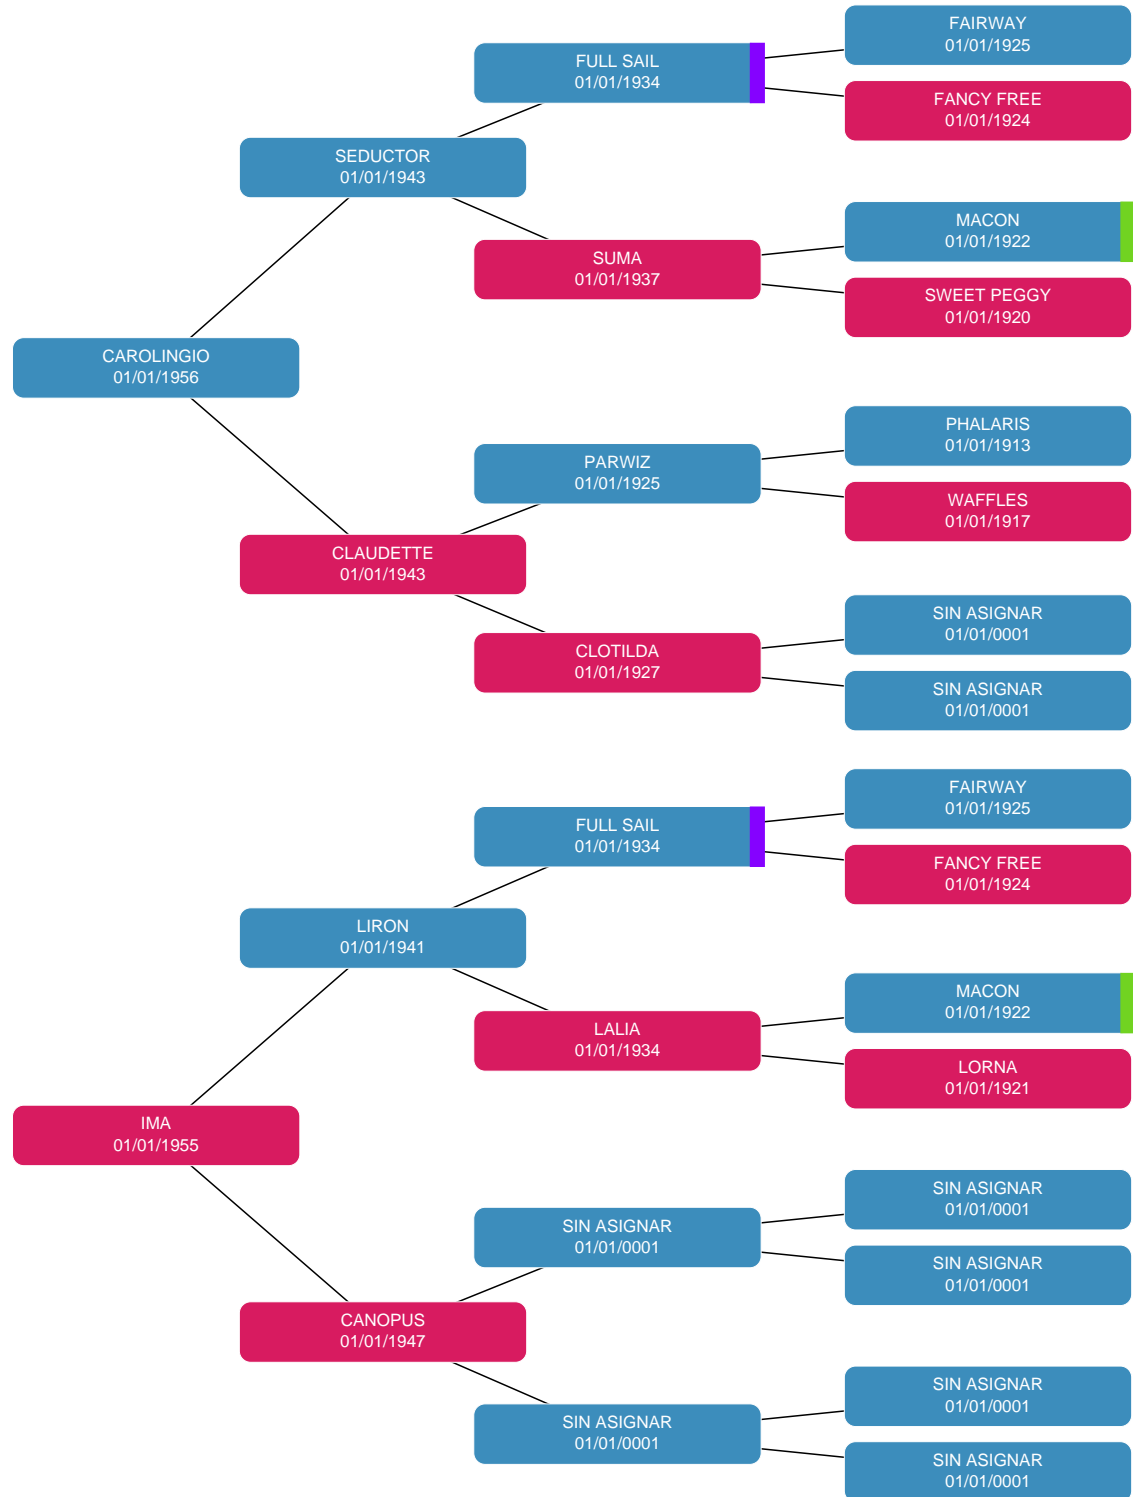 FAIRWAY
01/01/1925
FULL SAIL
01/01/1934
FANCY FREE
01/01/1924
SEDUCTOR
01/01/1943
MACON
01/01/1922
SUMA
01/01/1937
SWEET PEGGY
01/01/1920
CAROLINGIO
01/01/1956
PHALARIS
01/01/1913
PARWIZ
01/01/1925
WAFFLES
01/01/1917
CLAUDETTE
01/01/1943
SIN ASIGNAR
01/01/0001
CLOTILDA
01/01/1927
SIN ASIGNAR
01/01/0001
FAIRWAY
01/01/1925
FULL SAIL
01/01/1934
FANCY FREE
01/01/1924
LIRON
01/01/1941
MACON
01/01/1922
LALIA
01/01/1934
LORNA
01/01/1921
IMA
01/01/1955
SIN ASIGNAR
01/01/0001
SIN ASIGNAR
01/01/0001
SIN ASIGNAR
01/01/0001
CANOPUS
01/01/1947
SIN ASIGNAR
01/01/0001
SIN ASIGNAR
01/01/0001
SIN ASIGNAR
01/01/0001